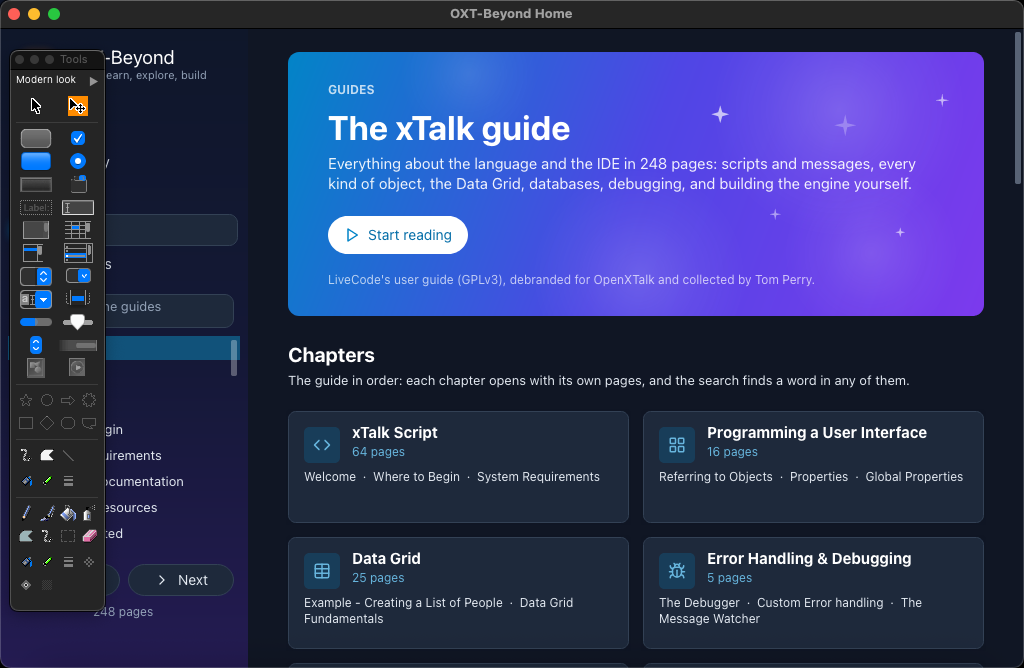 OXT-Beyond Home
Tools
Modern look
Label:
-Beyond
earn, explore, build
y
s
ne guides
gin
uirements
ocumentation
esources
ted
Next
248 pages
GUIDES
The xTalk guide
Everything about the language and the IDE in 248 pages: scripts and messages, every
kind of object, the Data Grid, databases, debugging, and building the engine yourself.
Start reading
LiveCode's user guide (GPLv3), debranded for OpenXTalk and collected by Tom Perry.
Chapters
The guide in order: each chapter opens with its own pages, and the search finds a word in any of them.
xTalk Script
64 pages
Welcome · Where to Begin · System Requirements
Programming a User Interface
16 pages
Referring to Objects · Properties · Global Properties
Data Grid
25 pages
Example - Creating a List of People · Data Grid
Fundamentals
Error Handling & Debugging
5 pages
The Debugger · Custom Error handling · The
Message Watcher